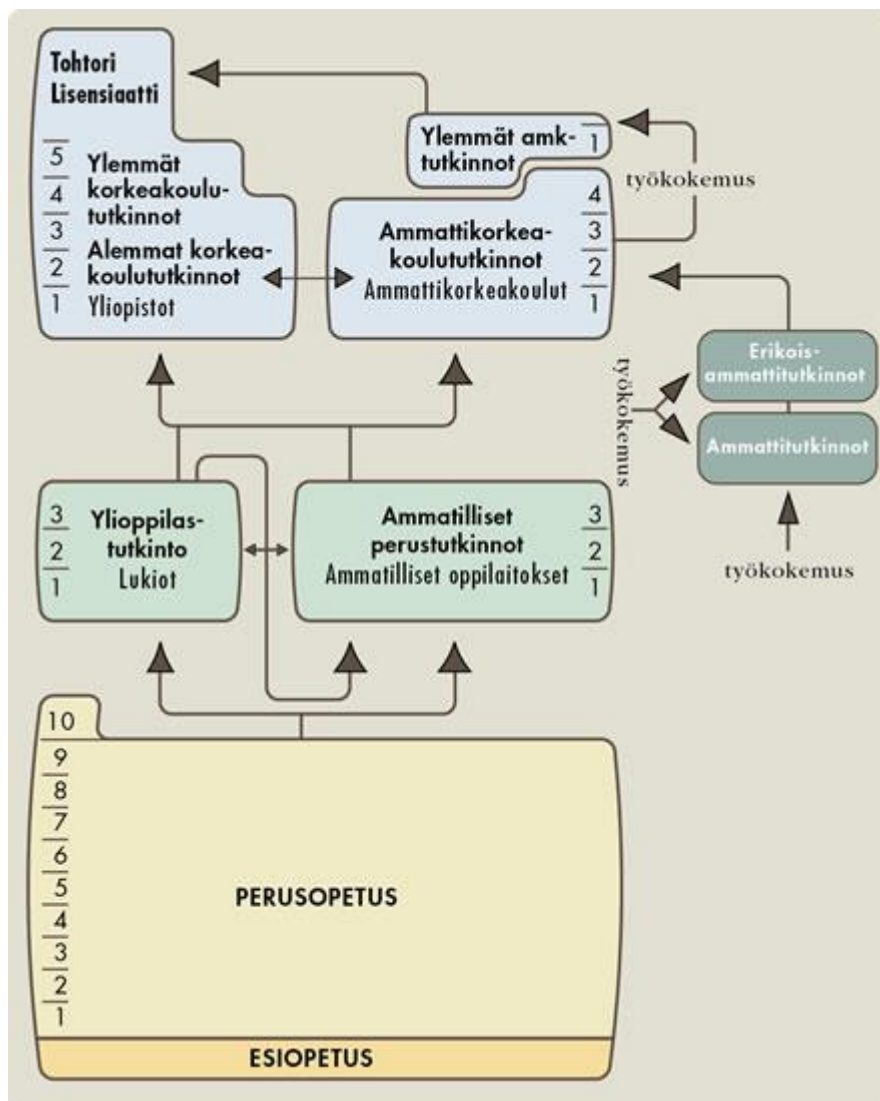 Tohtori
Lisensiaatti
5
4
3
2
1
Ylemmät
korkeakoulu-
tutkinnot
Alemmat korkea-
koulututkinnot
Yliopistot
Ylemmät amk-
tutkinnot
1
työkokemus
Ammattikorkea-
koulututkinnot
Ammattikorkeakoulut
4
3
2
1
Erikois-
ammattitutkinnot
Ammattitutkinnot
työkokemus
työkokemus
3
2
1
Ylioppilas-
tutkinto
Lukiot
Ammatilliset
perustutkinnot
Ammatilliset oppilaitokset
3
2
1
10
9
8
7
6
5
4
3
2
1
PERUSOPETUS
ESIOPETUS